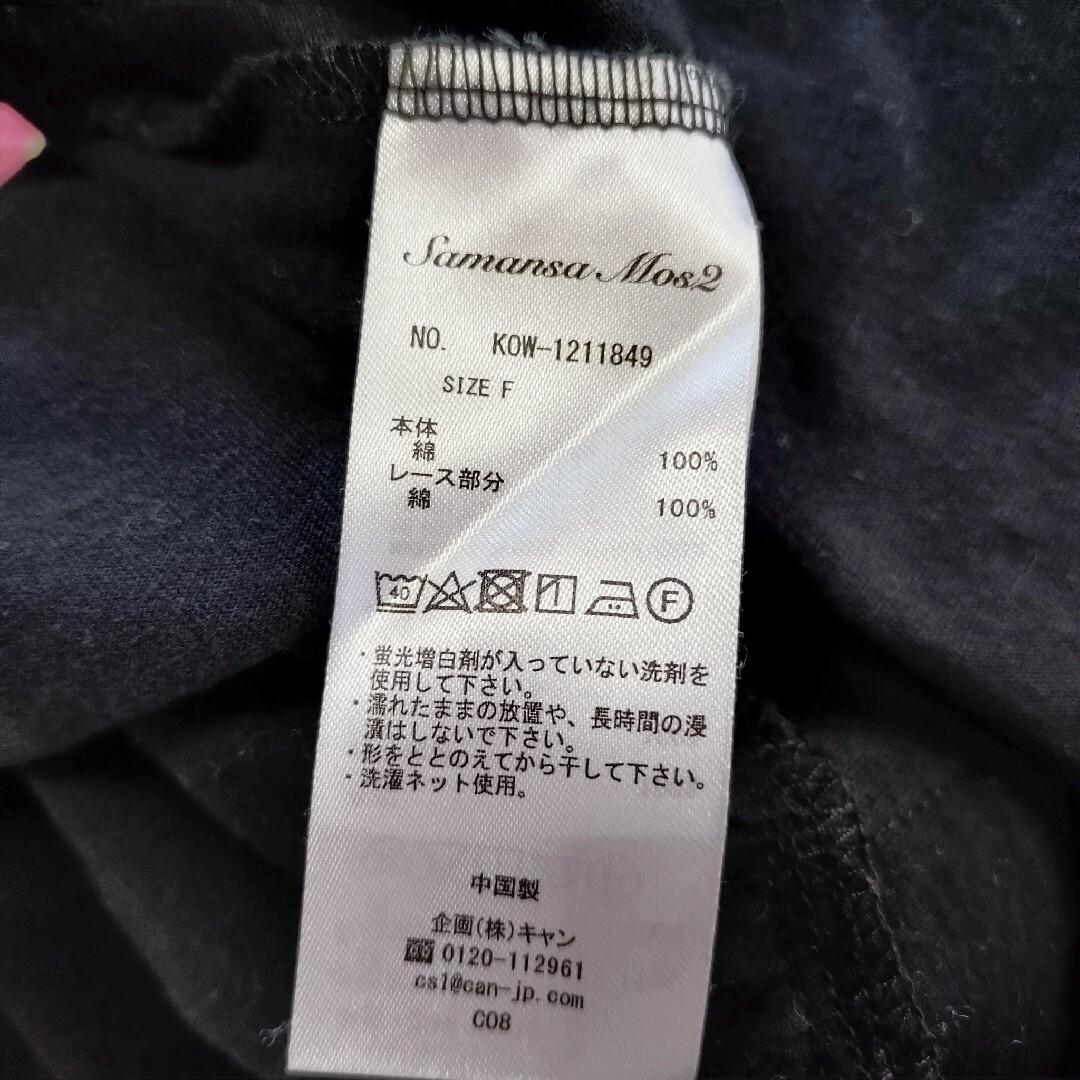 Samansa Mos2
NO. KOW-1211849
SIZE F
本体
綿 100%
レース部分
綿 100%
40 F
・蛍光増白剤が入っていない洗剤を
使用して下さい。
・濡れたままの放置や、長時間の浸
漬はしないで下さい。
・形をととのえてから干して下さい。
・洗濯ネット使用。
中国製
企画(株)キャン
0120-112961
cs1@can-jp.com
C08